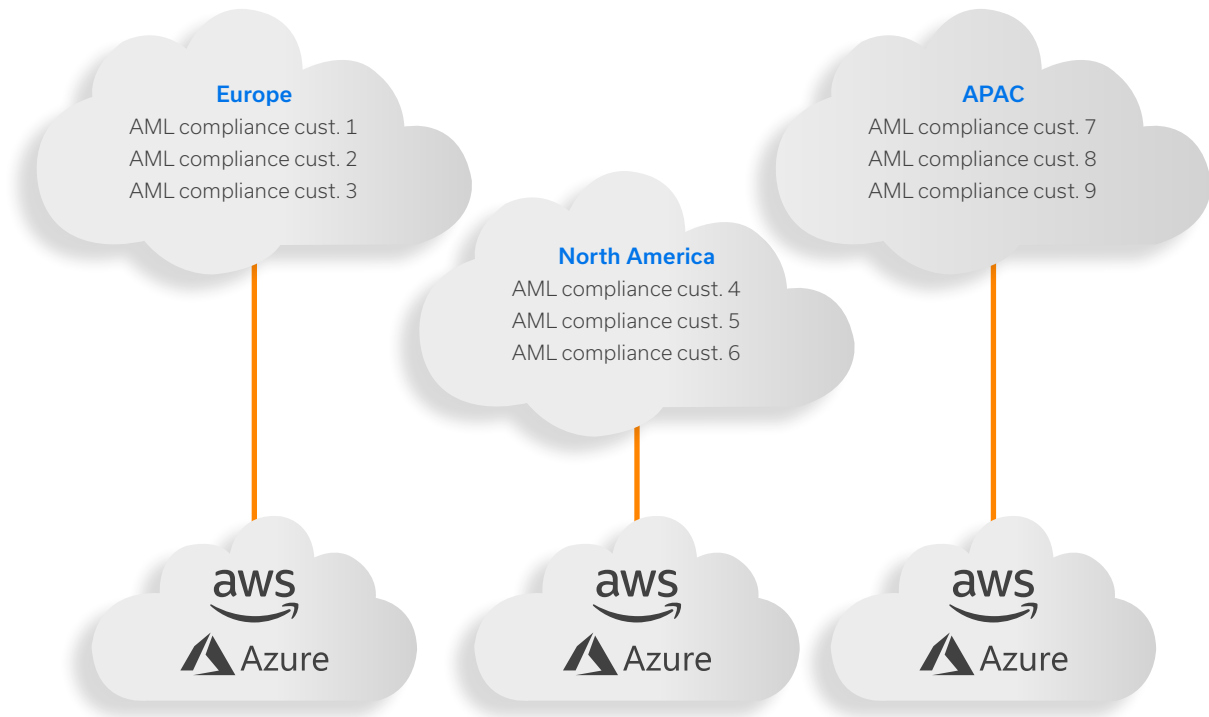 Europe
AML compliance cust. 1
AML compliance cust. 2
AML compliance cust. 3
North America
AML compliance cust. 4
AML compliance cust. 5
AML compliance cust. 6
APAC
AML compliance cust. 7
AML compliance cust. 8
AML compliance cust. 9
aws
Azure
aws
Azure
aws
Azure